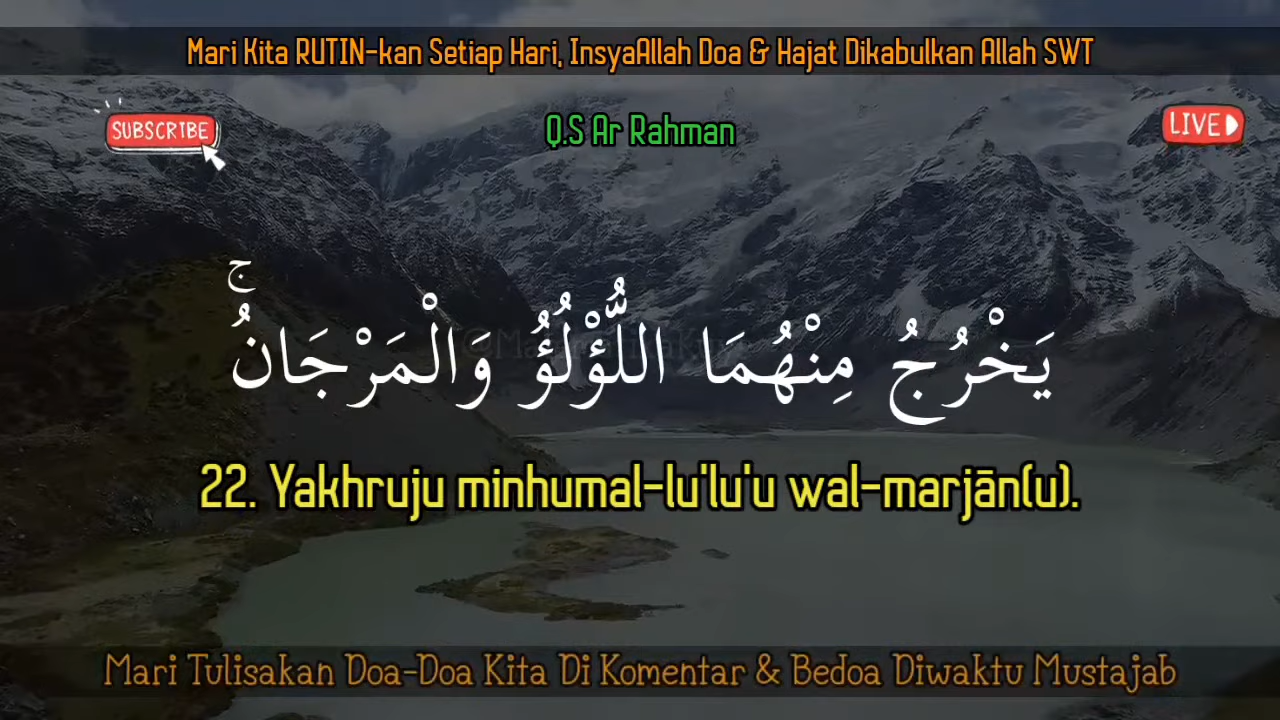 Mari Kita RUTIN-kan Setiap Hari, InsyaAllah Doa & Hajat Dikabulkan Allah SWT
SUBSCRIBE
LIVE
Q.S Ar Rahman
يَخْرُجُ مِنْهُمَا اللُّؤْلُؤُ وَالْمَرْجَانُۚ
22. Yakhruju minhumal-lu'lu'u wal-marjān(u).
Mari Tulisakan Doa-Doa Kita Di Komentar & Bedoa Diwaktu Mustajab